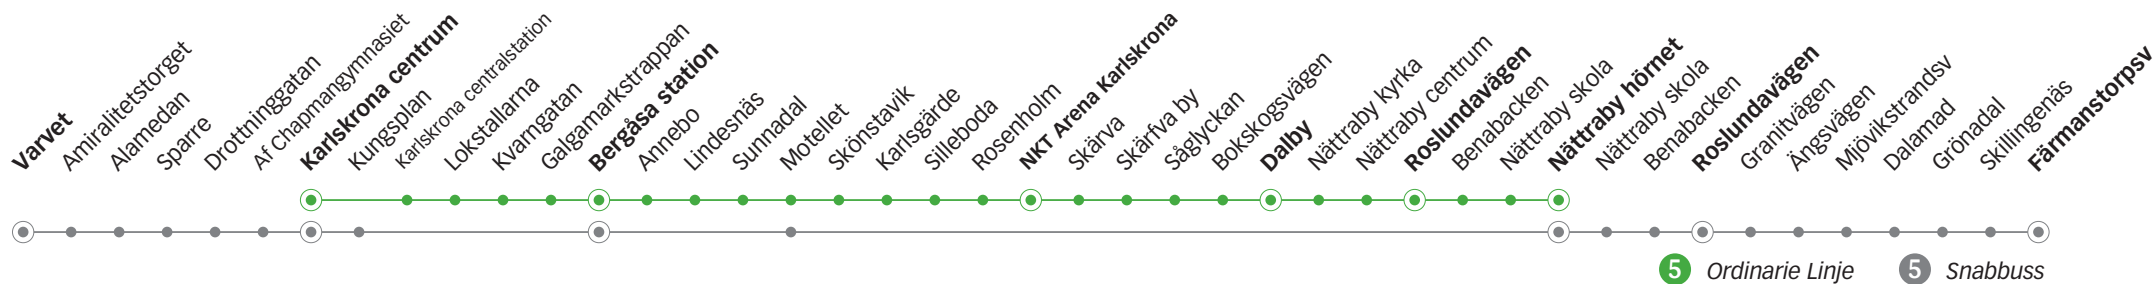 Varvet
Amiralitetstorget
Alamedan
Sparre
Drottninggatan
Af Chapmangymnasiet
Karlskrona centrum
Kungsplan
Karlskrona centralstation
Lokstallarna
Kvarngatan
Galgamarkstrappan
Bergåsa station
Annebo
Lindesnäs
Sunnadal
Motellet
Skönstavik
Karlsgärde
Silleboda
Rosenholm
NKT Arena Karlskrona
Skärva
Skärfva by
Såglyckan
Bokskogsvägen
Dalby
Nättraby kyrka
Nättraby centrum
Roslundavägen
Benabacken
Nättraby skola
Nättraby hörnet
Nättraby skola
Benabacken
Roslundavägen
Granitvägen
Ängsvägen
Mjövikstrandsv
Dalamad
Grönadal
Skillingenäs
Färmanstorpsv
5 Ordinarie Linje
5 Snabbuss